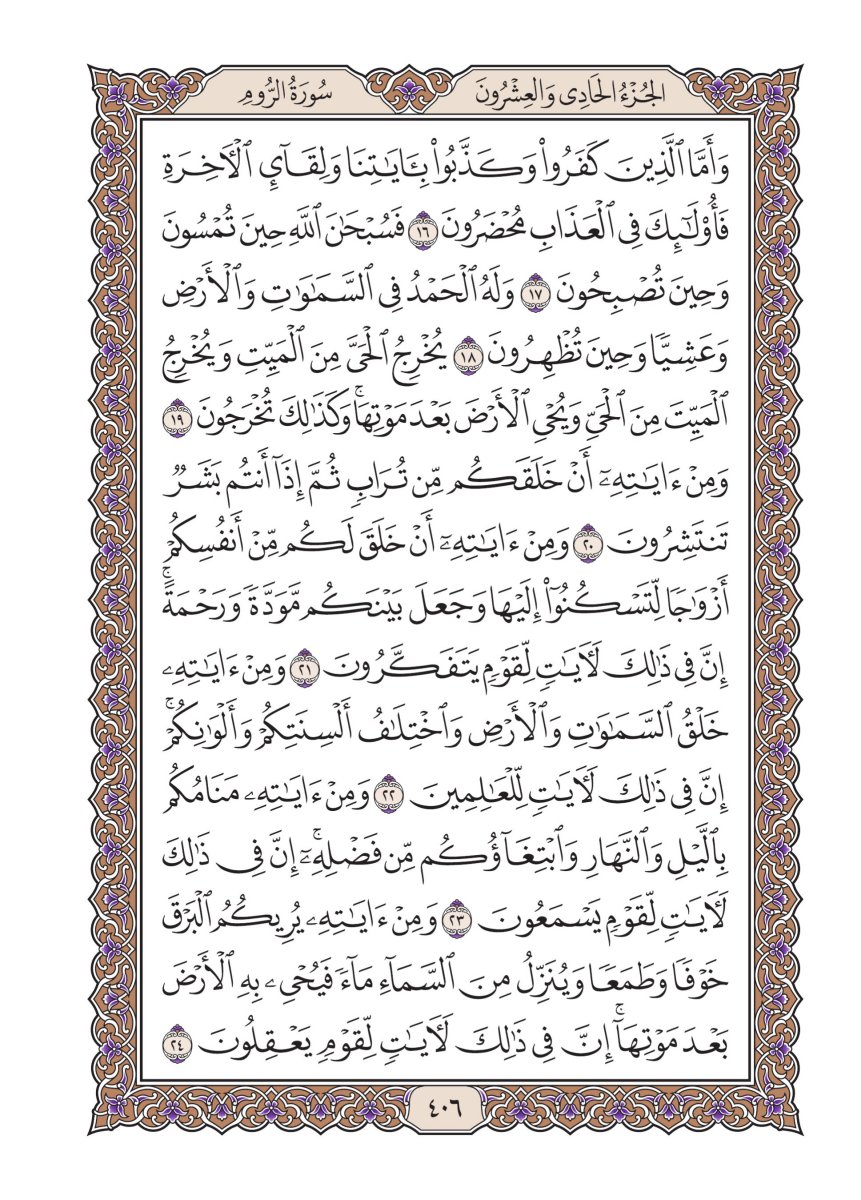 الجُزْءُ الحَادِي وَالعِشْرُونَ
سُورَةُ الرُّومِ
وَأَمَّا ٱلَّذِينَ كَفَرُواْ وَكَذَّبُواْ بِـَٔايَٰتِنَا وَلِقَآيِٕ ٱلۡأَخِرَةِ
فَأُوْلَٰٓئِكَ فِي ٱلۡعَذَابِ مُحۡضَرُونَ ١٦ فَسُبۡحَٰنَ ٱللَّهِ حِينَ تُمۡسُونَ
وَحِينَ تُصۡبِحُونَ ١٧ وَلَهُ ٱلۡحَمۡدُ فِي ٱلسَّمَٰوَٰتِ وَٱلۡأَرۡضِ
وَعَشِيّٗا وَحِينَ تُظۡهِرُونَ ١٨ يُخۡرِجُ ٱلۡحَيَّ مِنَ ٱلۡمَيِّتِ وَيُخۡرِجُ
ٱلۡمَيِّتَ مِنَ ٱلۡحَيِّ وَيُحۡيِ ٱلۡأَرۡضَ بَعۡدَ مَوۡتِهَاۚ وَكَذَٰلِكَ تُخۡرَجُونَ ١٩
وَمِنۡ ءَايَٰتِهِۦٓ أَنۡ خَلَقَكُم مِّن تُرَابٖ ثُمَّ إِذَآ أَنتُم بَشَرٞ
تَنتَشِرُونَ ٢٠ وَمِنۡ ءَايَٰتِهِۦٓ أَنۡ خَلَقَ لَكُم مِّنۡ أَنفُسِكُمۡ
أَزۡوَٰجٗا لِّتَسۡكُنُوٓاْ إِلَيۡهَا وَجَعَلَ بَيۡنَكُم مَّوَدَّةٗ وَرَحۡمَةًۚ
إِنَّ فِي ذَٰلِكَ لَأٓيَٰتٖ لِّقَوۡمٖ يَتَفَكَّرُونَ ٢١ وَمِنۡ ءَايَٰتِهِۦ
خَلۡقُ ٱلسَّمَٰوَٰتِ وَٱلۡأَرۡضِ وَٱخۡتِلَٰفُ أَلۡسِنَتِكُمۡ وَأَلۡوَٰنِكُمۡۚ
إِنَّ فِي ذَٰلِكَ لَأٓيَٰتٖ لِّلۡعَٰلِمِينَ ٢٢ وَمِنۡ ءَايَٰتِهِۦ مَنَامُكُم
بِٱلَّيۡلِ وَٱلنَّهَارِ وَٱبۡتِغَآؤُكُم مِّن فَضۡلِهِۦٓۚ إِنَّ فِي ذَٰلِكَ
لَأٓيَٰتٖ لِّقَوۡمٖ يَسۡمَعُونَ ٢٣ وَمِنۡ ءَايَٰتِهِۦ يُرِيكُمُ ٱلۡبَرۡقَ
خَوۡفٗا وَطَمَعٗا وَيُنَزِّلُ مِنَ ٱلسَّمَآءِ مَآءٗ فَيُحۡيِۦ بِهِ ٱلۡأَرۡضَ
بَعۡدَ مَوۡتِهَآۚ إِنَّ فِي ذَٰلِكَ لَأٓيَٰتٖ لِّقَوۡمٖ يَعۡقِلُونَ ٢٤
٤٠٦